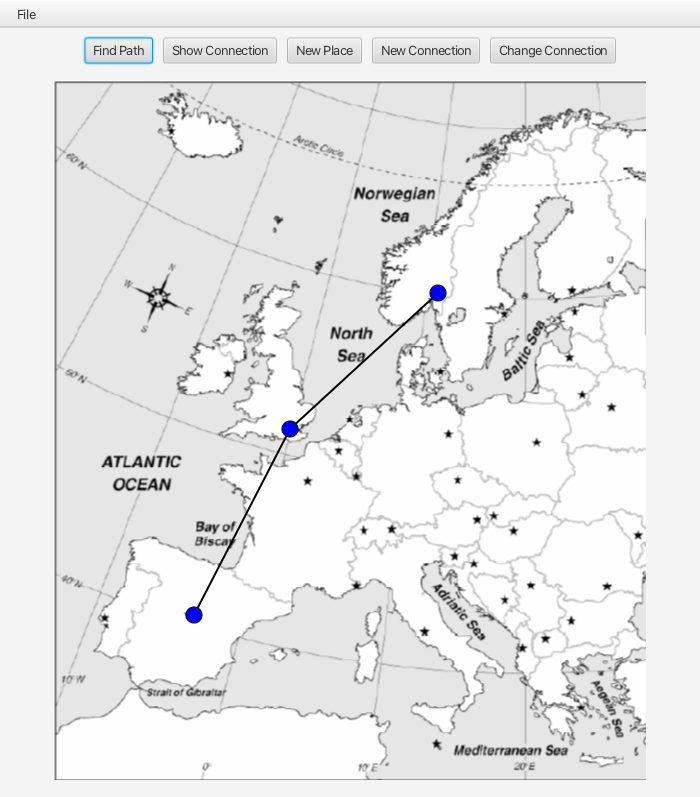 File
Find Path
Show Connection
New Place
New Connection
Change Connection
Arctic Circle
60°N
Norwegian
Sea
N
W
E
S
North
Sea
Baltic Sea
50°N
ATLANTIC
OCEAN
Bay of
Biscay
40°N
Adriatic Sea
10°W
Strait of Gibraltar
Aegean Sea
Mediterranean Sea
0°
10°E
20°E